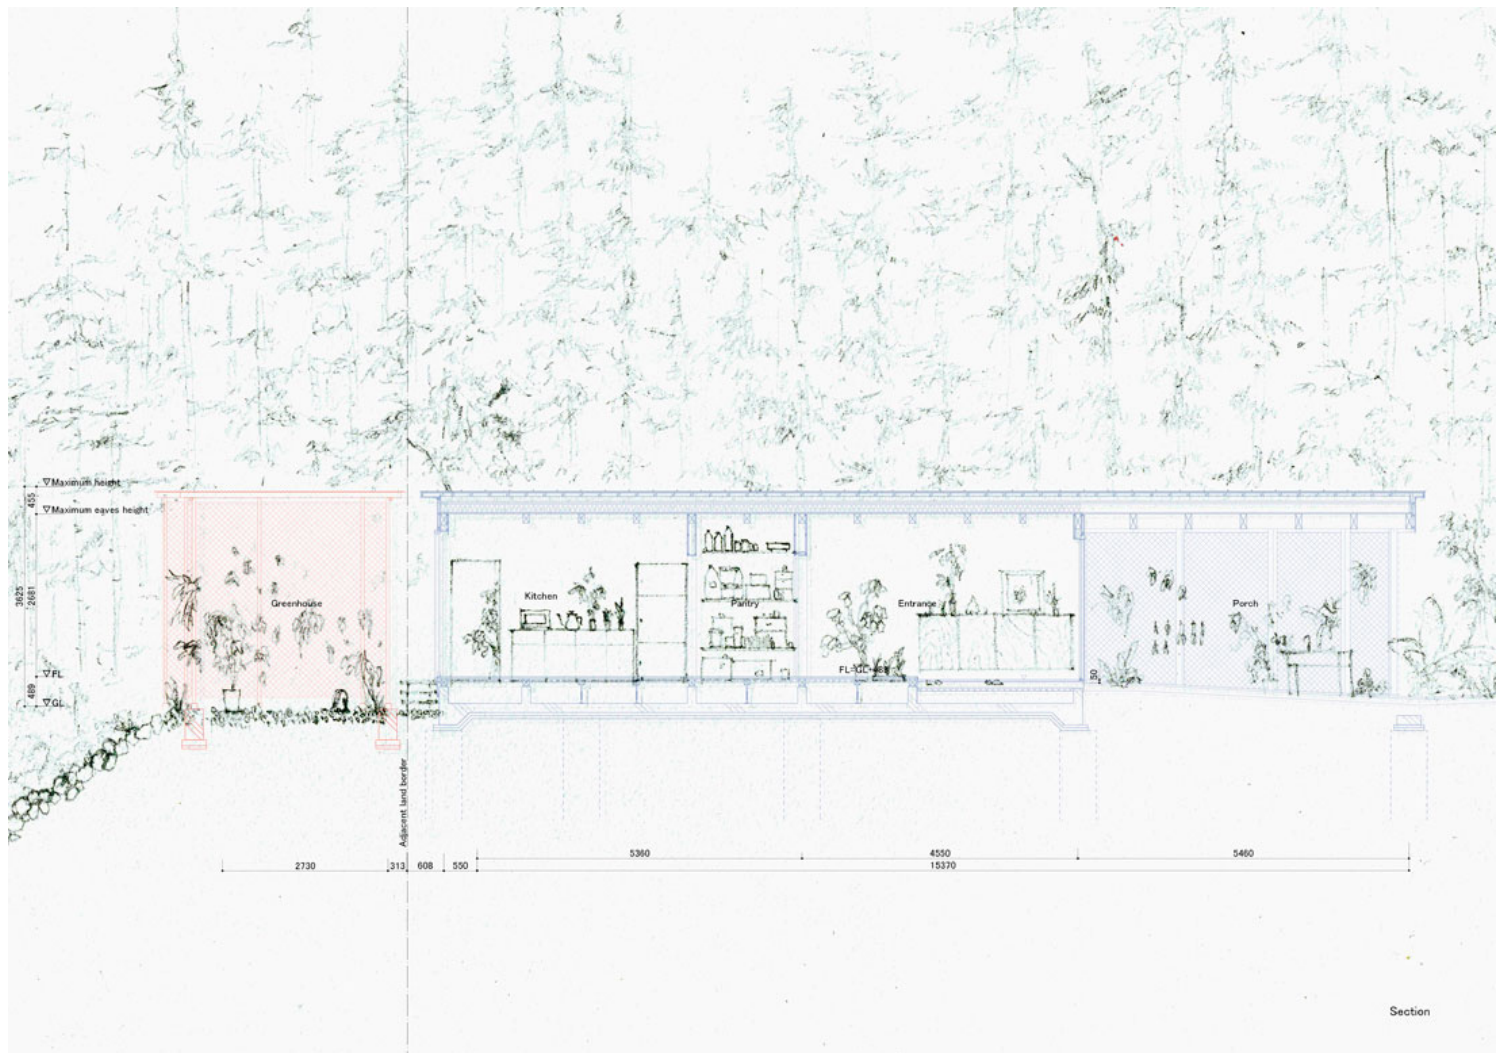 ▽Maximum height
455
▽Maximum eaves height
3625
2681
Kitchen
Greenhouse
Pantry
Entrance
Porch
▽FL
489
50
▽GL
Adjacent land border
5360
4550
5460
2730
313
608
550
15370
Section